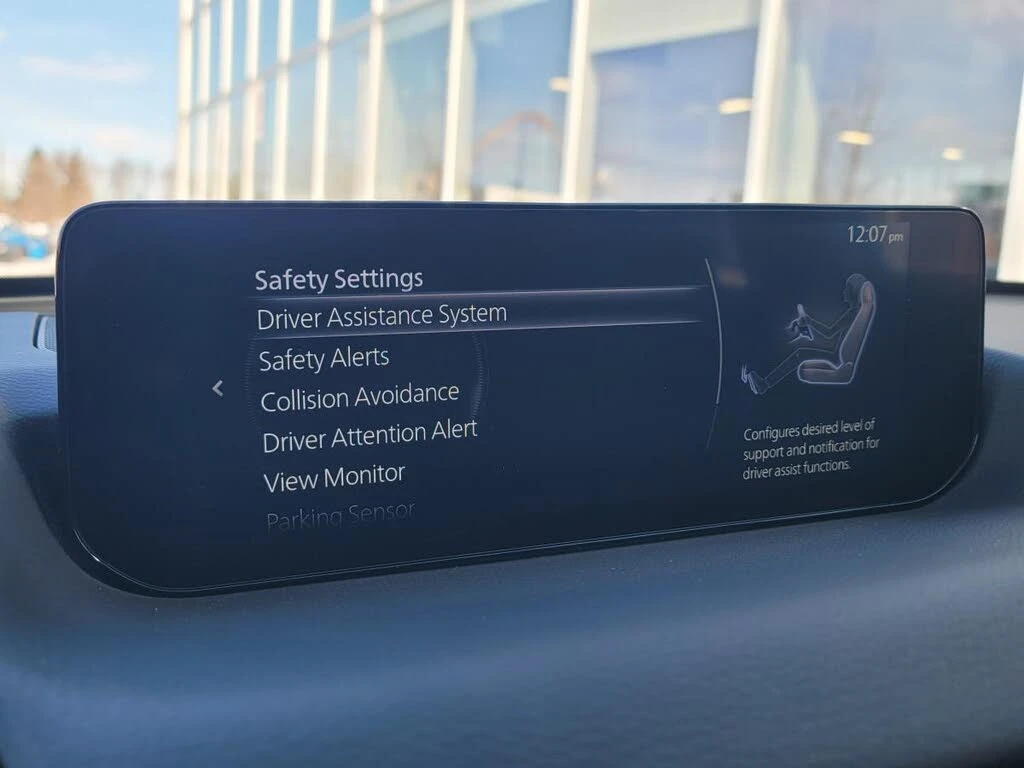 12:07 pm
Safety Settings
Driver Assistance System
Safety Alerts
Collision Avoidance
Driver Attention Alert
View Monitor
Parking Sensor
Configures desired level of
support and notification for
driver assist functions.